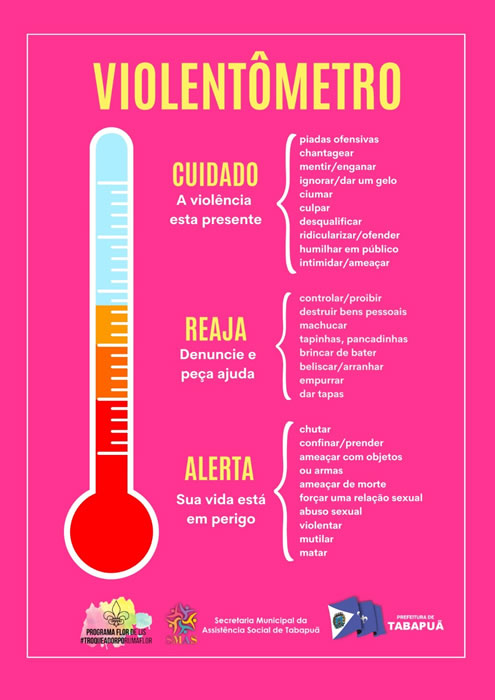 VIOLENTÔMETRO
CUIDADO
A violência
esta presente
piadas ofensivas
chantagear
mentir/enganar
ignorar/dar um gelo
ciumar
culpar
desqualificar
ridicularizar/ofender
humilhar em público
intimidar/ameaçar
REAJA
Denuncie e
peça ajuda
controlar/proibir
destruir bens pessoais
machucar
tapinhas, pancadinhas
brincar de bater
beliscar/arranhar
empurrar
dar tapas
ALERTA
Sua vida está
em perigo
chutar
confinar/prender
ameaçar com objetos
ou armas
ameaçar de morte
forçar uma relação sexual
abuso sexual
violentar
mutilar
matar
PROGRAMA FLOR DE LIS
#TROQUEADORPORUMAFLOR
SMAS
Secretaria Municipal da
Assistência Social de Tabapuã
PREFEITURA DE
TABAPUÃ